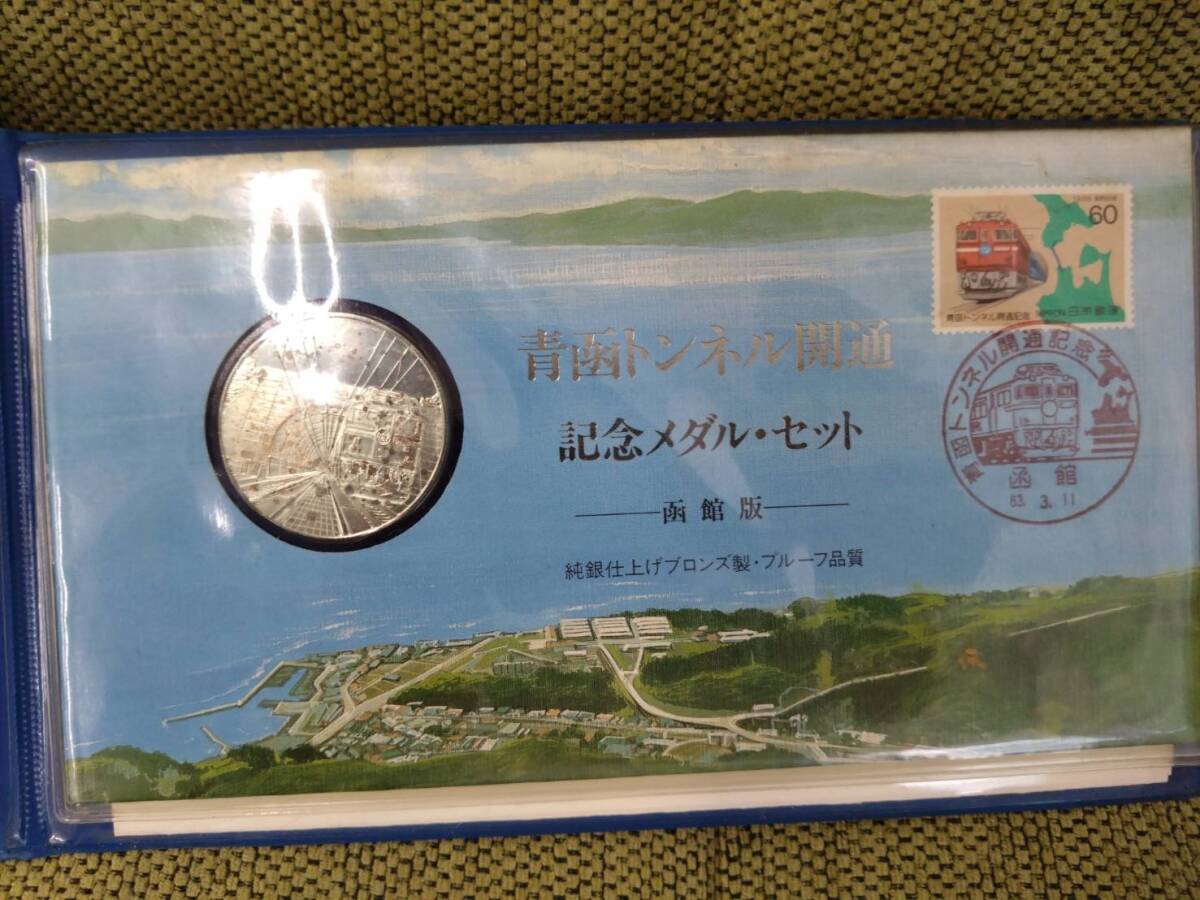 青函トンネル開通
記念メダル・セット
函館版
純銀仕上げブロンズ製・プルーフ品質
60
青函トンネル開通記念
NIPPON 日本郵便
青函トンネル開通記念
函館
63.3.11